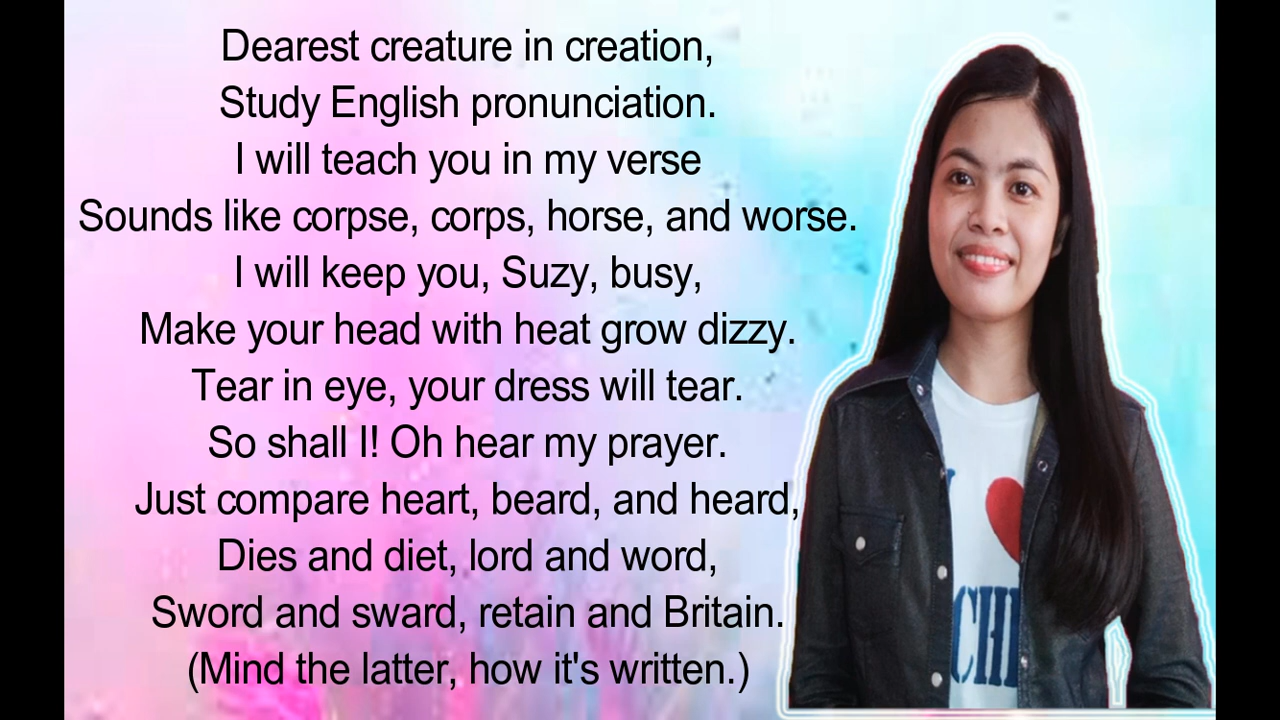 Dearest creature in creation,
Study English pronunciation.
I will teach you in my verse
Sounds like corpse, corps, horse, and worse.
I will keep you, Suzy, busy,
Make your head with heat grow dizzy.
Tear in eye, your dress will tear.
So shall I! Oh hear my prayer.
Just compare heart, beard, and heard,
Dies and diet, lord and word,
Sword and sward, retain and Britain.
(Mind the latter, how it's written.)